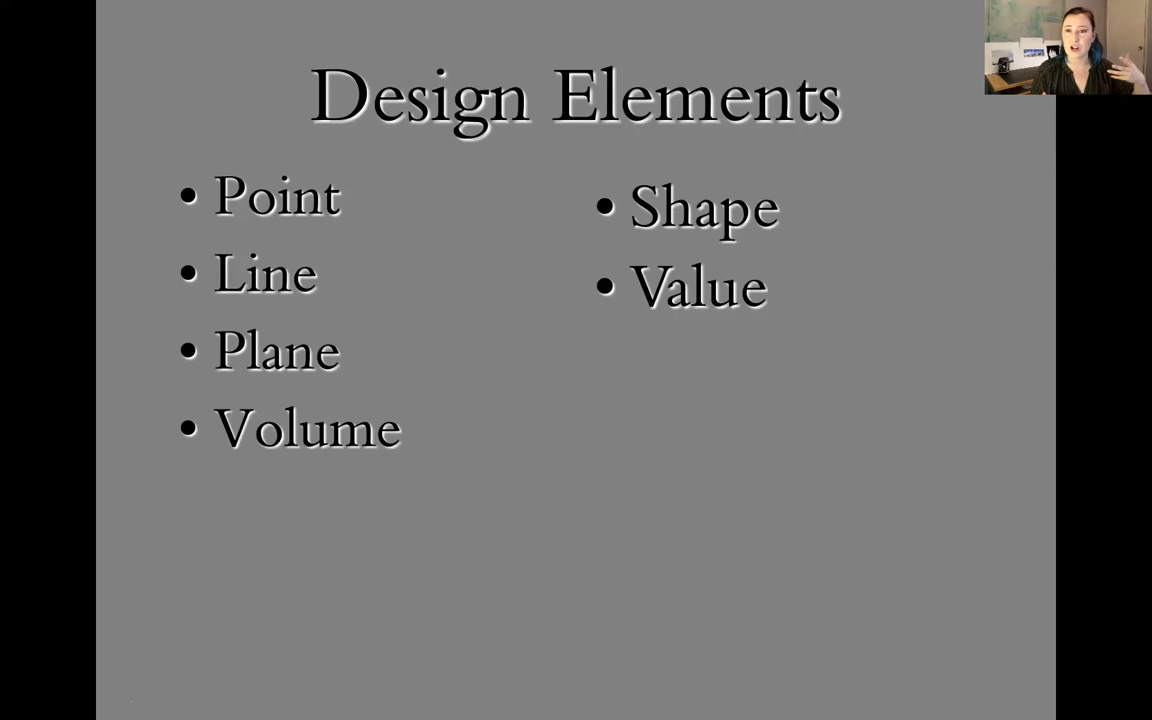 Design Elements
• Point
• Line
• Plane
• Volume
• Shape
• Value